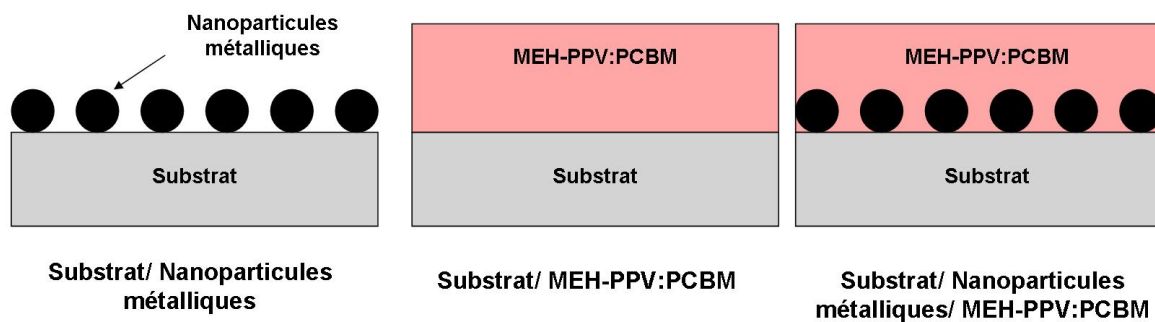 Nanoparticules
métalliques
Substrat
Substrat/ Nanoparticules
métalliques
MEH-PPV:PCBM
Substrat
Substrat/ MEH-PPV:PCBM
MEH-PPV:PCBM
Substrat
Substrat/ Nanoparticules
métalliques/ MEH-PPV:PCBM